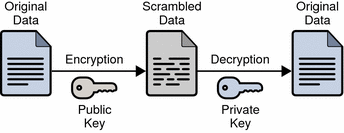 Original
Data
Scrambled
Data
Original
Data
Encryption
Decryption
Public
Key
Private
Key